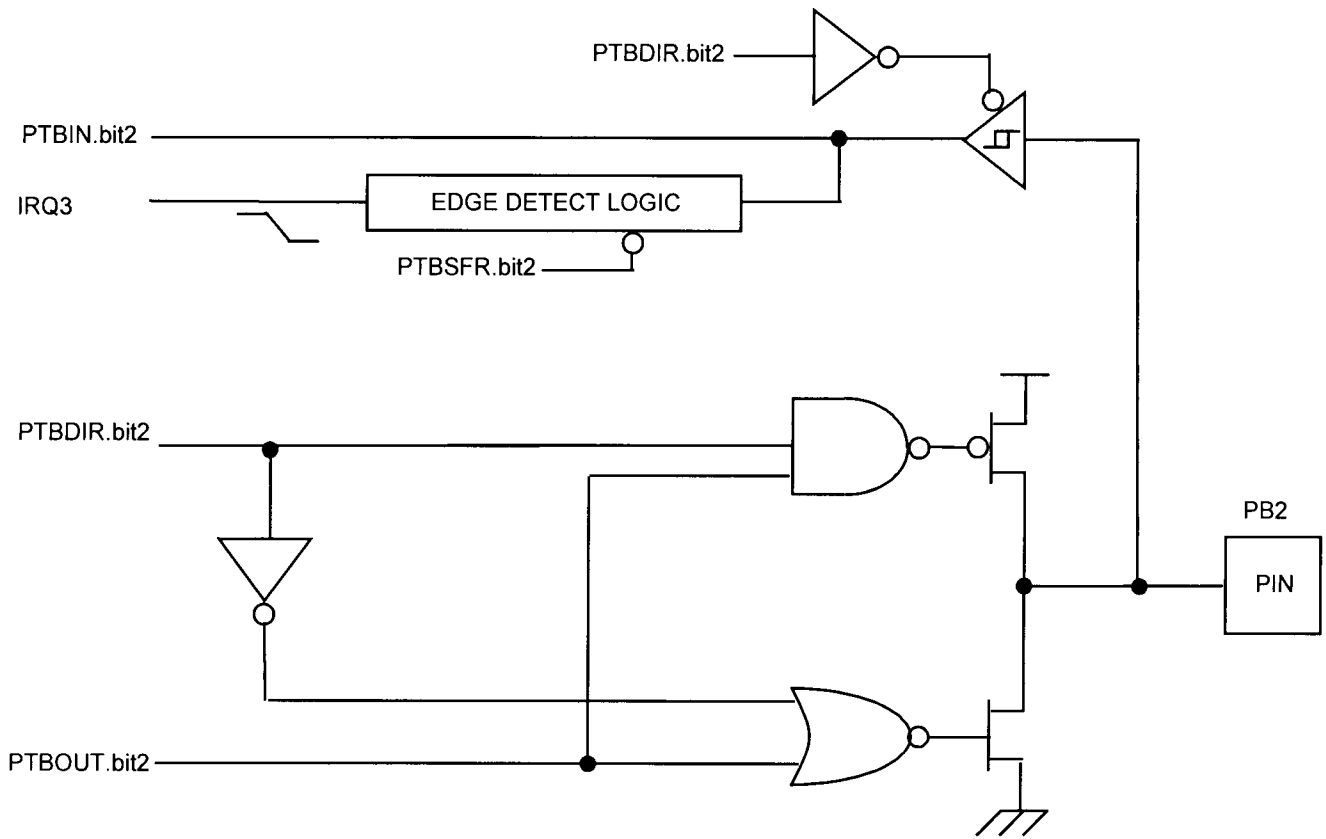 PTBDIR.bit2
PTBIN.bit2
IRQ3
EDGE DETECT LOGIC
PTBSFR.bit2
PTBDIR.bit2
PB2
PIN
PTBOUT.bit2